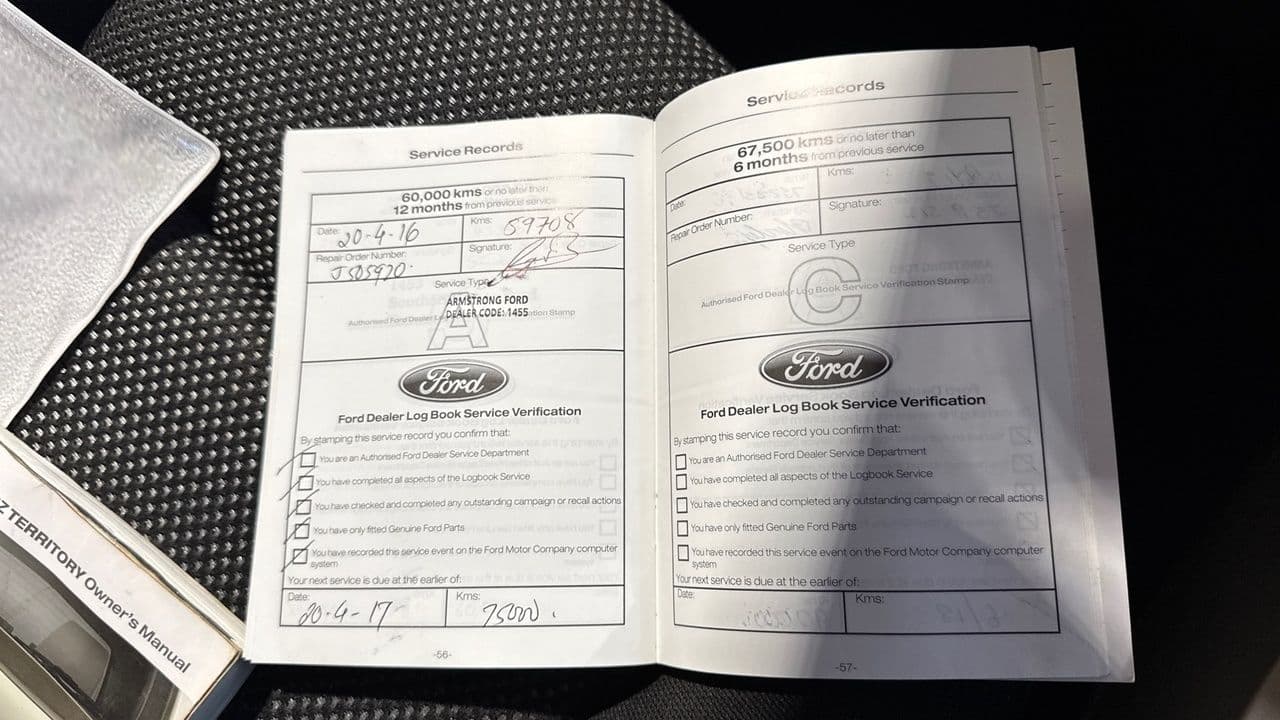 Service Records
60,000 kms or no later than
12 months from previous service
Date: 20-4-16
Kms: 59708
Repair Order Number:
Signature:
Service Type
ARMSTRONG FORD
DEALER CODE: 1455
Authorised Ford Dealer Lo
ation Stamp
A
Ford
Ford Dealer Log Book Service Verification
By stamping this service record you confirm that:
You are an Authorised Ford Dealer Service Department
You have completed all aspects of the Logbook Service
You have checked and completed any outstanding campaign or recall actions
You have only fitted Genuine Ford Parts
You have recorded this service event on the Ford Motor Company computer
system
Your next service is due at the earlier of:
Date: 20-4-17
Kms: 75000.
-56-
Service Records
67,500 kms or no later than
6 months from previous service
Date:
Kms:
Repair Order Number:
Signature:
Service Type
C
Authorised Ford Dealer Log Book Service Verification Stamp
Ford
Ford Dealer Log Book Service Verification
By stamping this service record you confirm that:
You are an Authorised Ford Dealer Service Department
You have completed all aspects of the Logbook Service
You have checked and completed any outstanding campaign or recall actions
You have only fitted Genuine Ford Parts
You have recorded this service event on the Ford Motor Company computer
system
Your next service is due at the earlier of:
Date:
Kms:
-57-
Z TERRITORY Owner's Manual